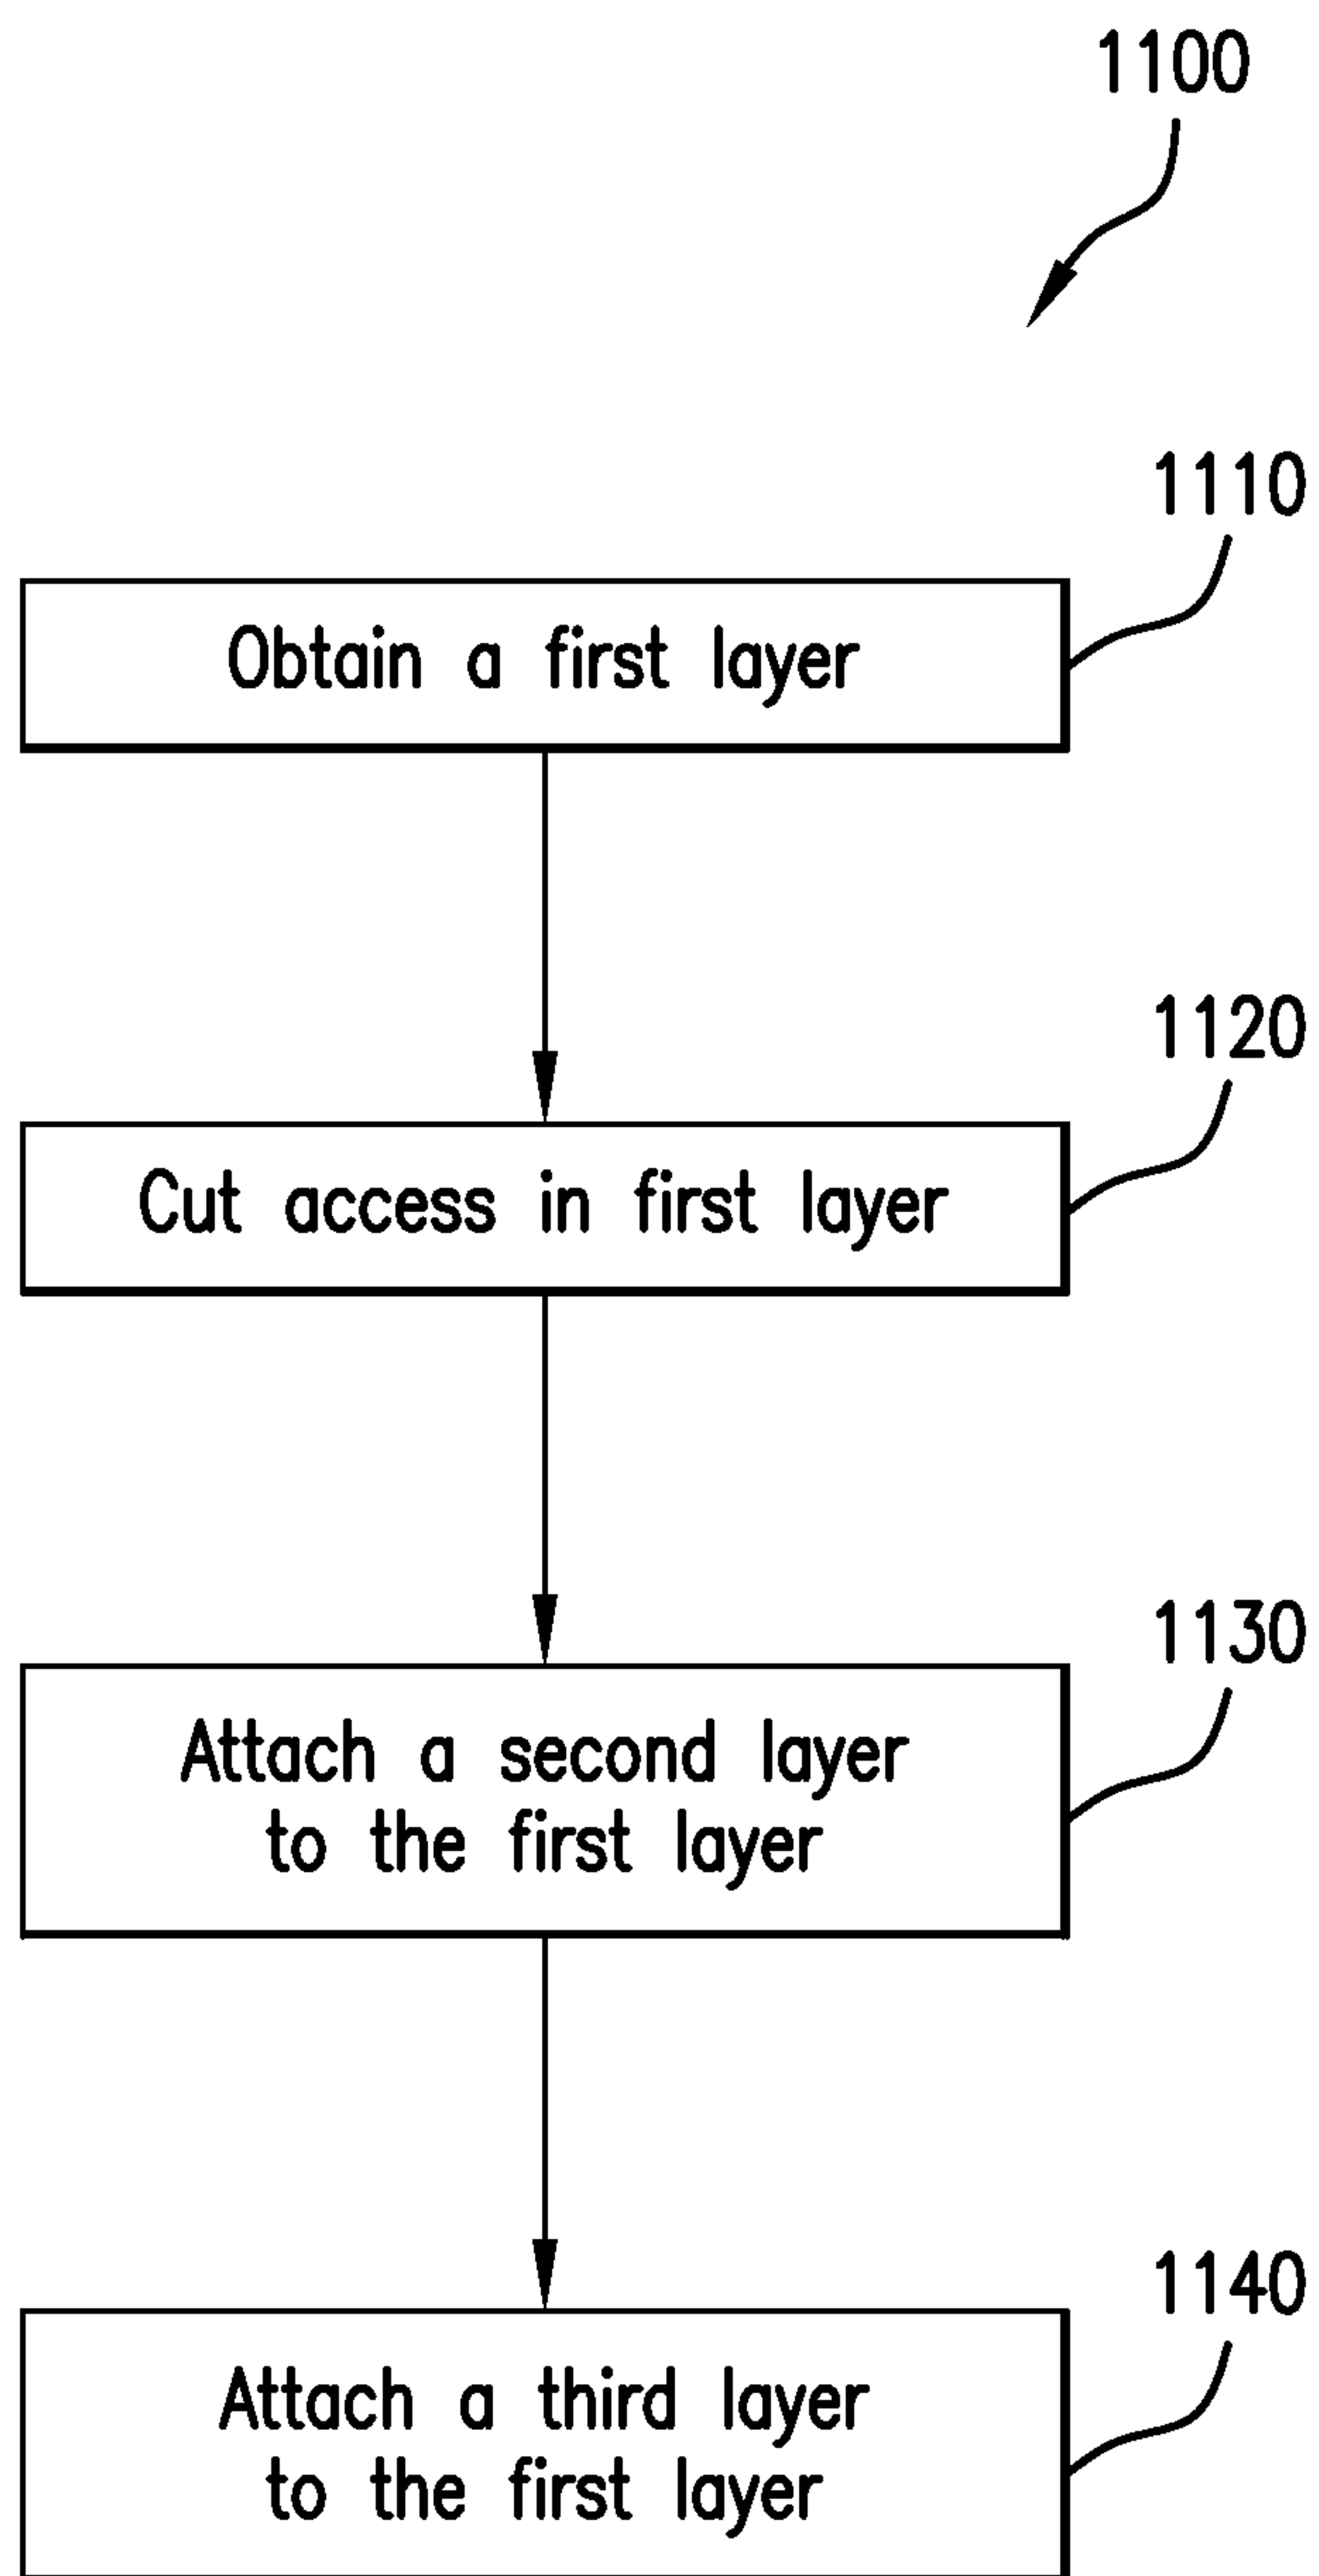 1100
1110
Obtain a first layer
1120
Cut access in first layer
1130
Attach a second layer
to the first layer
1140
Attach a third layer
to the first layer